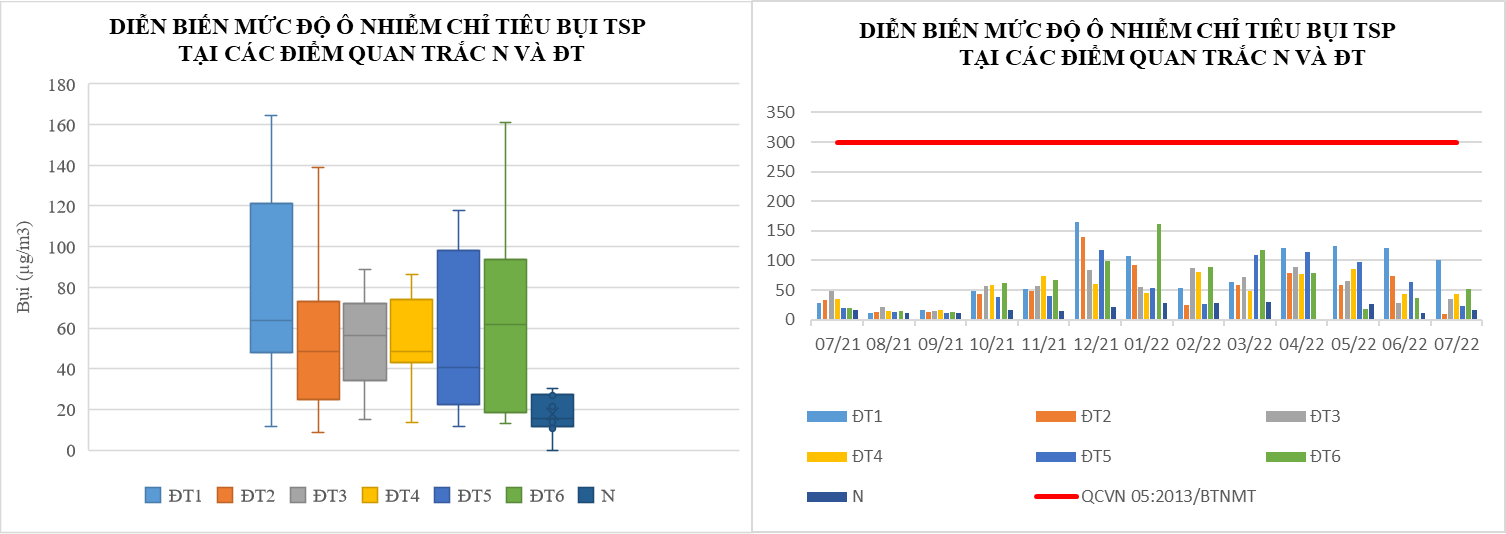 DIỄN BIẾN MỨC ĐỘ Ô NHIỄM CHỈ TIÊU BỤI TSP
TẠI CÁC ĐIỂM QUAN TRẮC N VÀ ĐT
180
160
140
120
100
80
60
40
20
0
Bụi (µg/m3)
ĐT1 ĐT2 ĐT3 ĐT4 ĐT5 ĐT6 N
DIỄN BIẾN MỨC ĐỘ Ô NHIỄM CHỈ TIÊU BỤI TSP
TẠI CÁC ĐIỂM QUAN TRẮC N VÀ ĐT
350
300
250
200
150
100
50
0
07/21 08/21 09/21 10/21 11/21 12/21 01/22 02/22 03/22 04/22 05/22 06/22 07/22
ĐT1 ĐT2 ĐT3
ĐT4 ĐT5 ĐT6
N QCVN 05:2013/BTNMT